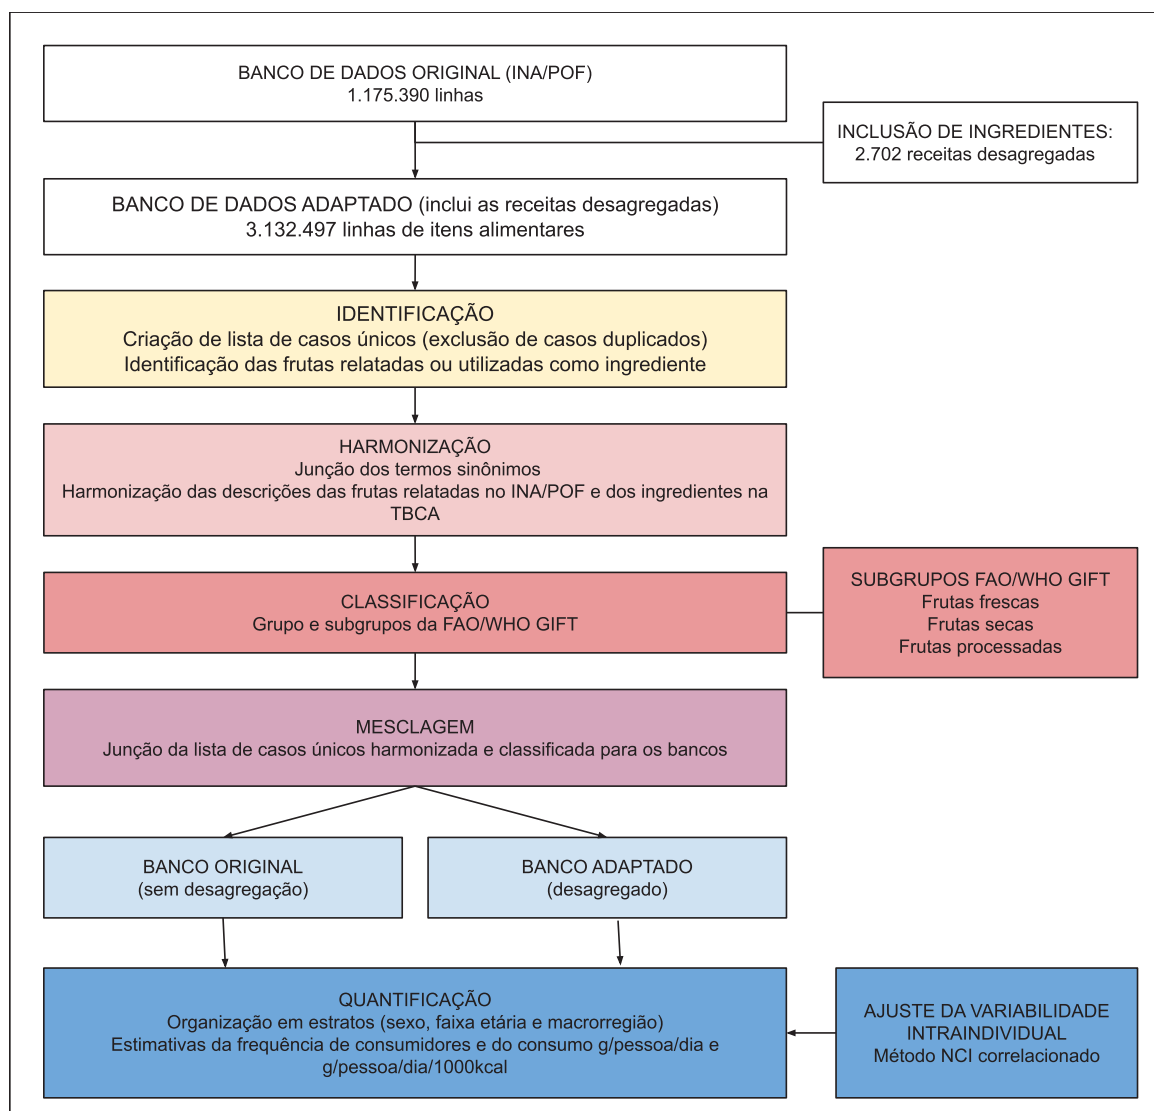 BANCO DE DADOS ORIGINAL (INA/POF)
1.175.390 linhas
INCLUSÃO DE INGREDIENTES:
2.702 receitas desagregadas
BANCO DE DADOS ADAPTADO (inclui as receitas desagregadas)
3.132.497 linhas de itens alimentares
IDENTIFICAÇÃO
Criação de lista de casos únicos (exclusão de casos duplicados)
Identificação das frutas relatadas ou utilizadas como ingrediente
HARMONIZAÇÃO
Junção dos termos sinônimos
Harmonização das descrições das frutas relatadas no INA/POF e dos ingredientes na
TBCA
CLASSIFICAÇÃO
Grupo e subgrupos da FAO/WHO GIFT
SUBGRUPOS FAO/WHO GIFT
Frutas frescas
Frutas secas
Frutas processadas
MESCLAGEM
Junção da lista de casos únicos harmonizada e classificada para os bancos
BANCO ORIGINAL
(sem desagregação)
BANCO ADAPTADO
(desagregado)
QUANTIFICAÇÃO
Organização em estratos (sexo, faixa etária e macrorregião)
Estimativas da frequência de consumidores e do consumo g/pessoa/dia e
g/pessoa/dia/1000kcal
AJUSTE DA VARIABILIDADE
INTRAINDIVIDUAL
Método NCI correlacionado